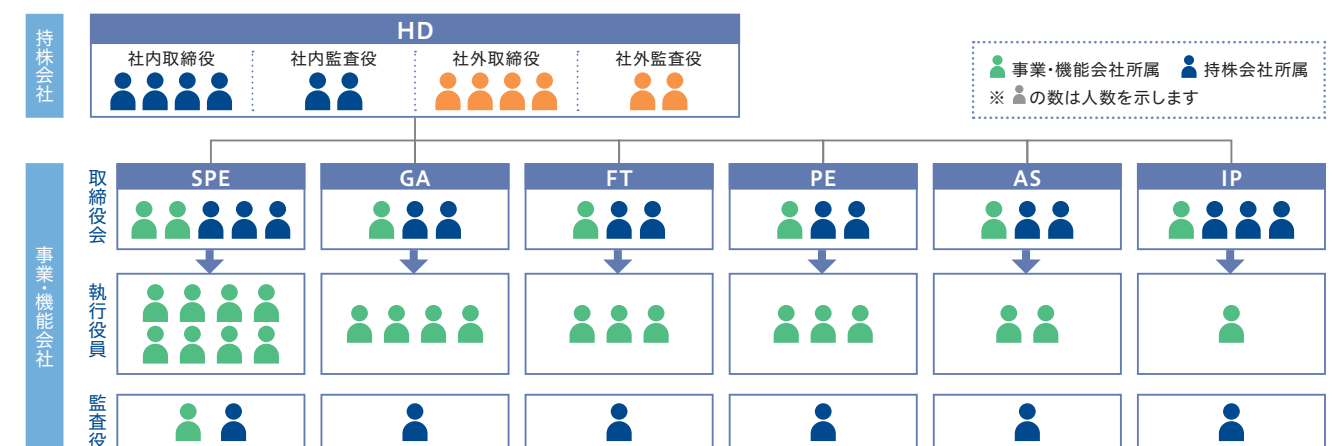 持株会社
HD
社内取締役
社内監査役
社外取締役
社外監査役
事業・機能会社所属
持株会社所属
※ の数は人数を示します
事業・機能会社
取締役会
SPE
GA
FT
PE
AS
IP
執行役員
監査役